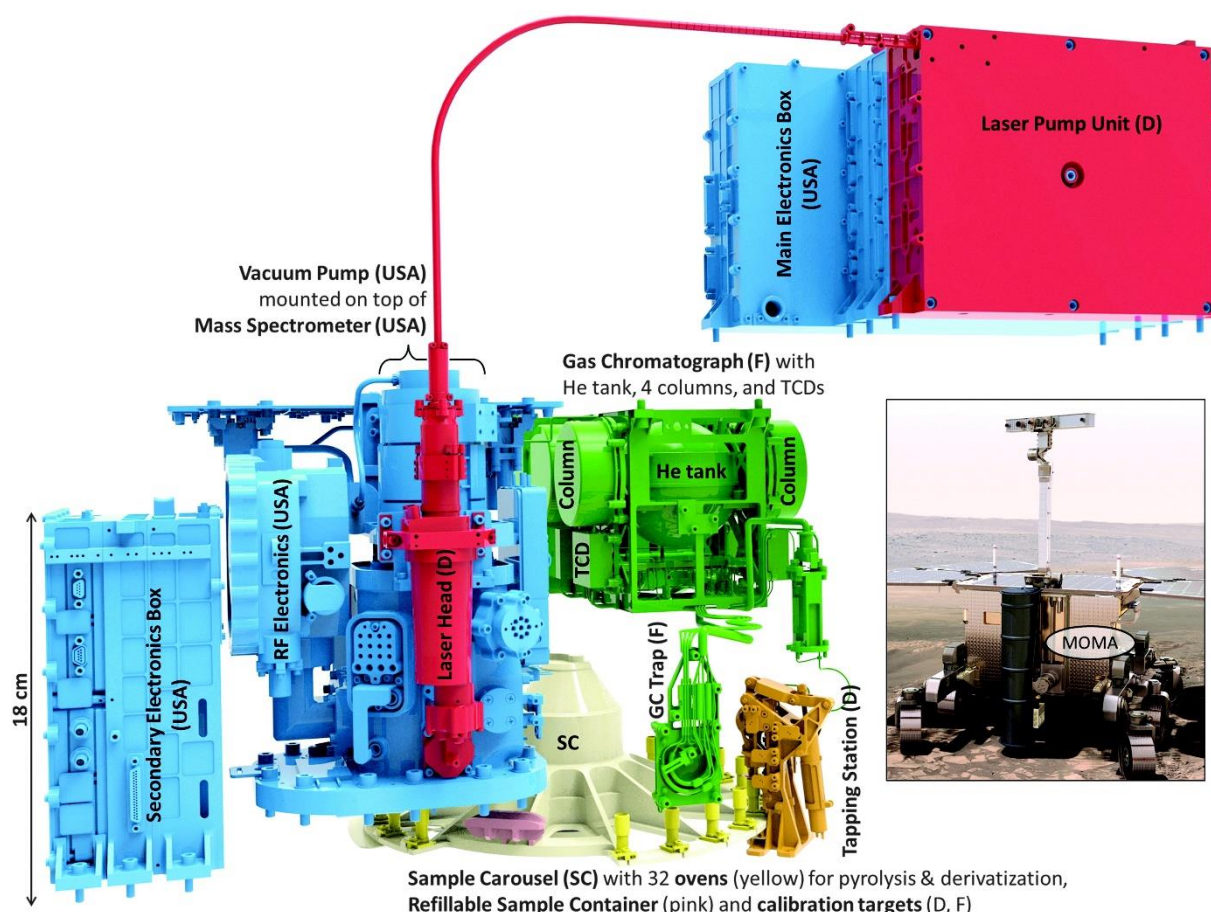 Laser Pump Unit (D)
Main Electronics Box
(USA)
Vacuum Pump (USA)
mounted on top of
Mass Spectrometer (USA)
Gas Chromatograph (F) with
He tank, 4 columns, and TCDs
Column
He tank
Column
TCD
RF Electronics (USA)
Laser Head (D)
Secondary Electronics Box
(USA)
18 cm
SC
GC Trap (F)
Tapping Station (D)
MOMA
Sample Carousel (SC) with 32 ovens (yellow) for pyrolysis & derivatization,
Refillable Sample Container (pink) and calibration targets (D, F)